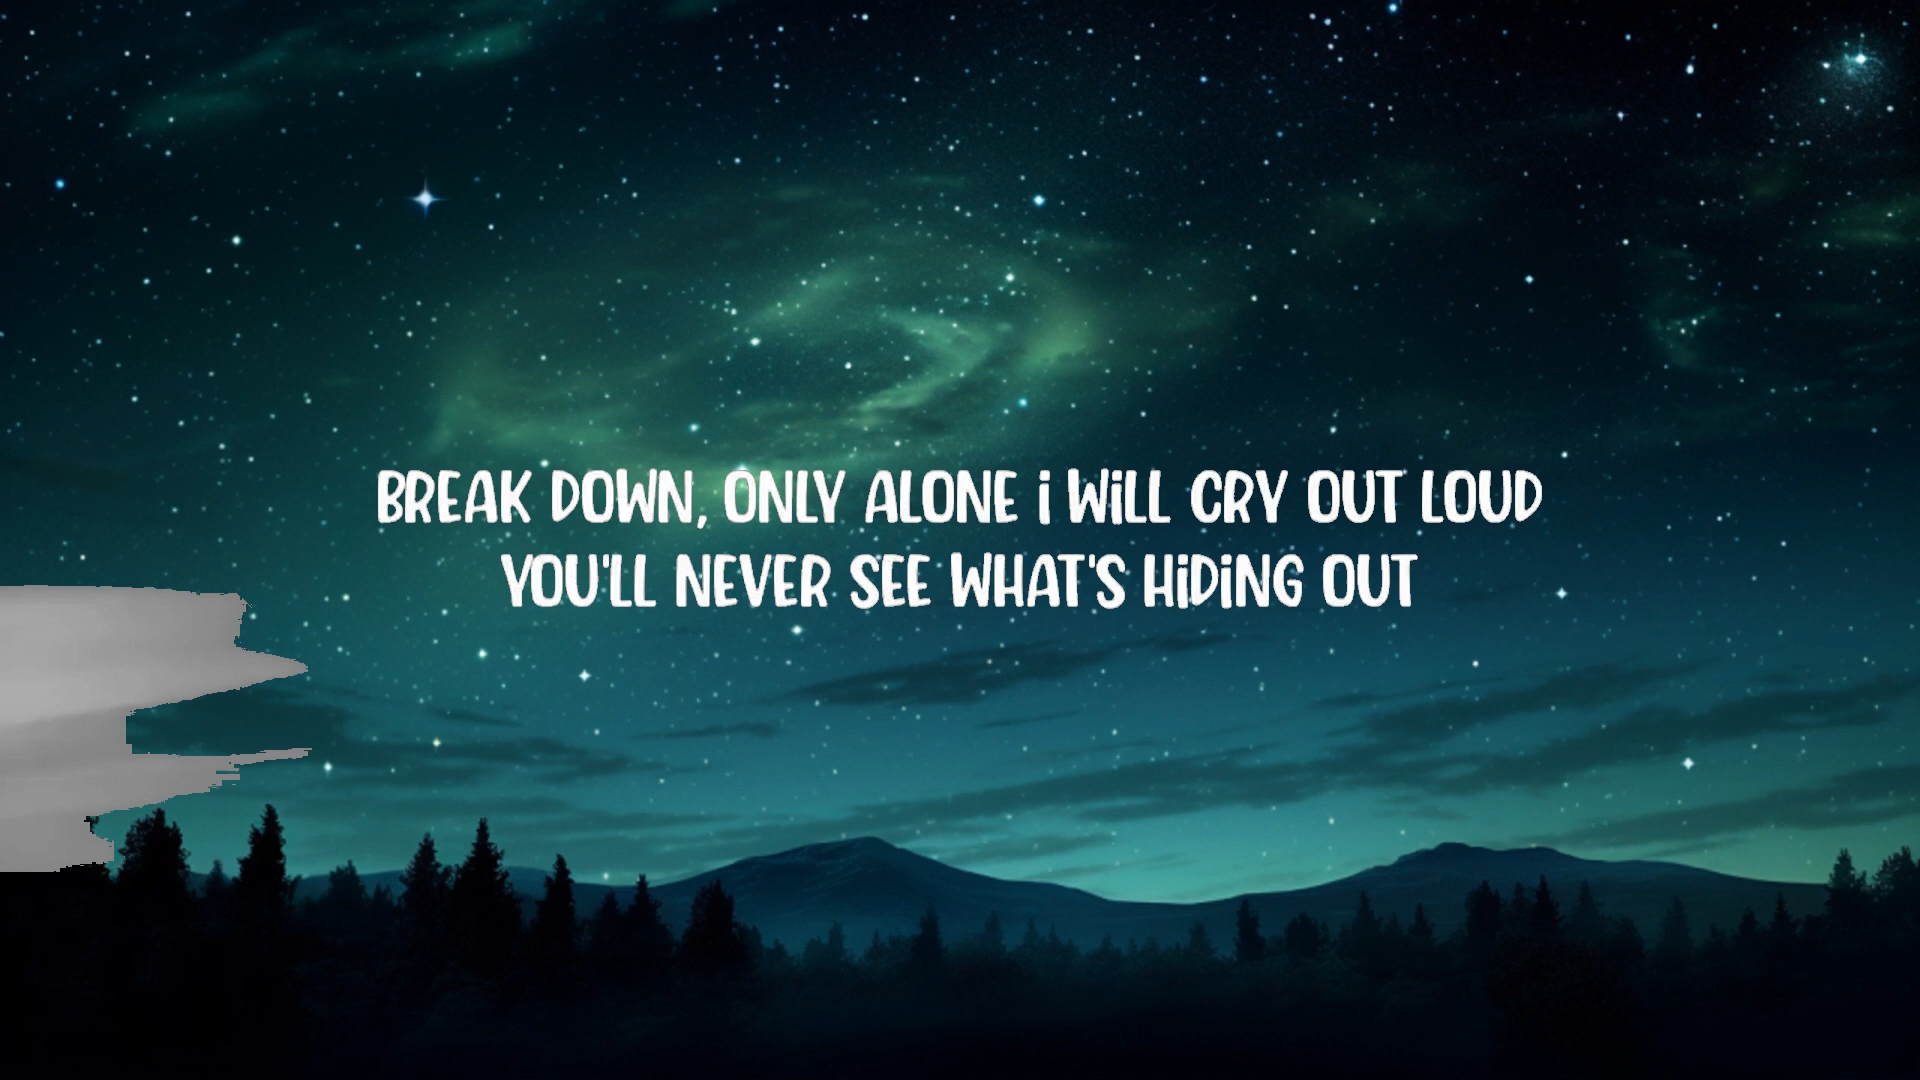 BREAK DOWN, ONLY ALONE i WiLL CRY OUT LOUD
YOU'LL NEVER SEE WHAT'S HiDiNG OUT